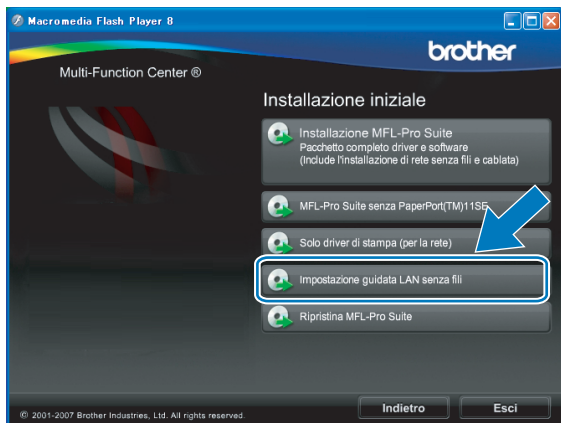 Macromedia Flash Player 8
brother
Multi-Function Center ®
Installazione iniziale
Installazione MFL-Pro Suite
Pacchetto completo driver e software
(Include l'installazione di rete senza fili e cablata)
MFL-Pro Suite senza PaperPort(TM)11SE
Solo driver di stampa (per la rete)
Impostazione guidata LAN senza fili
Ripristina MFL-Pro Suite
© 2001-2007 Brother Industries, Ltd. All rights reserved.
Indietro
Esci